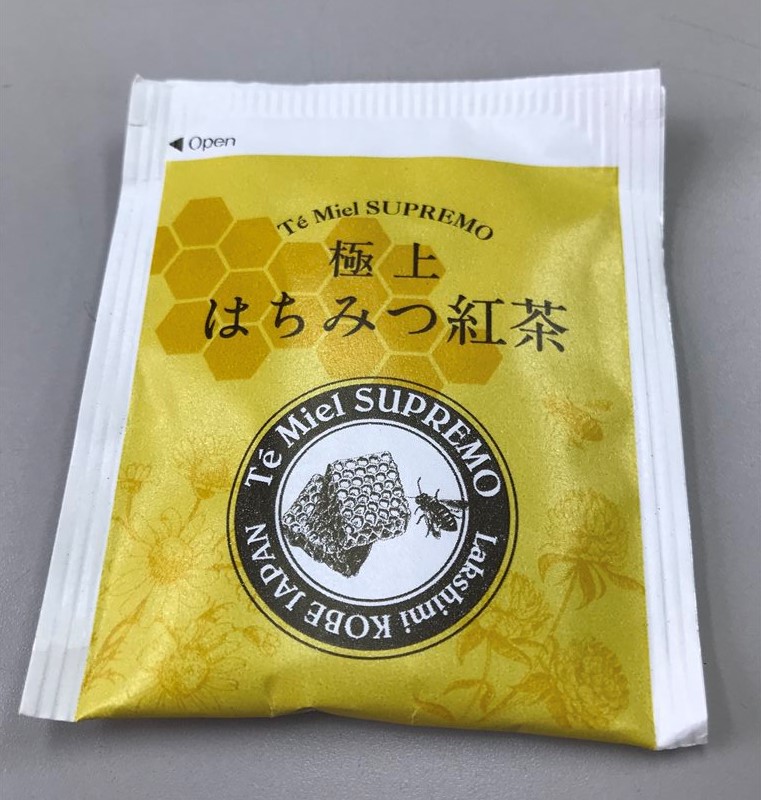 ◀ Open
Té Miel SUPREMO
極上
はちみつ紅茶
Té Miel SUPREMO
Lakshimi KOBE JAPAN